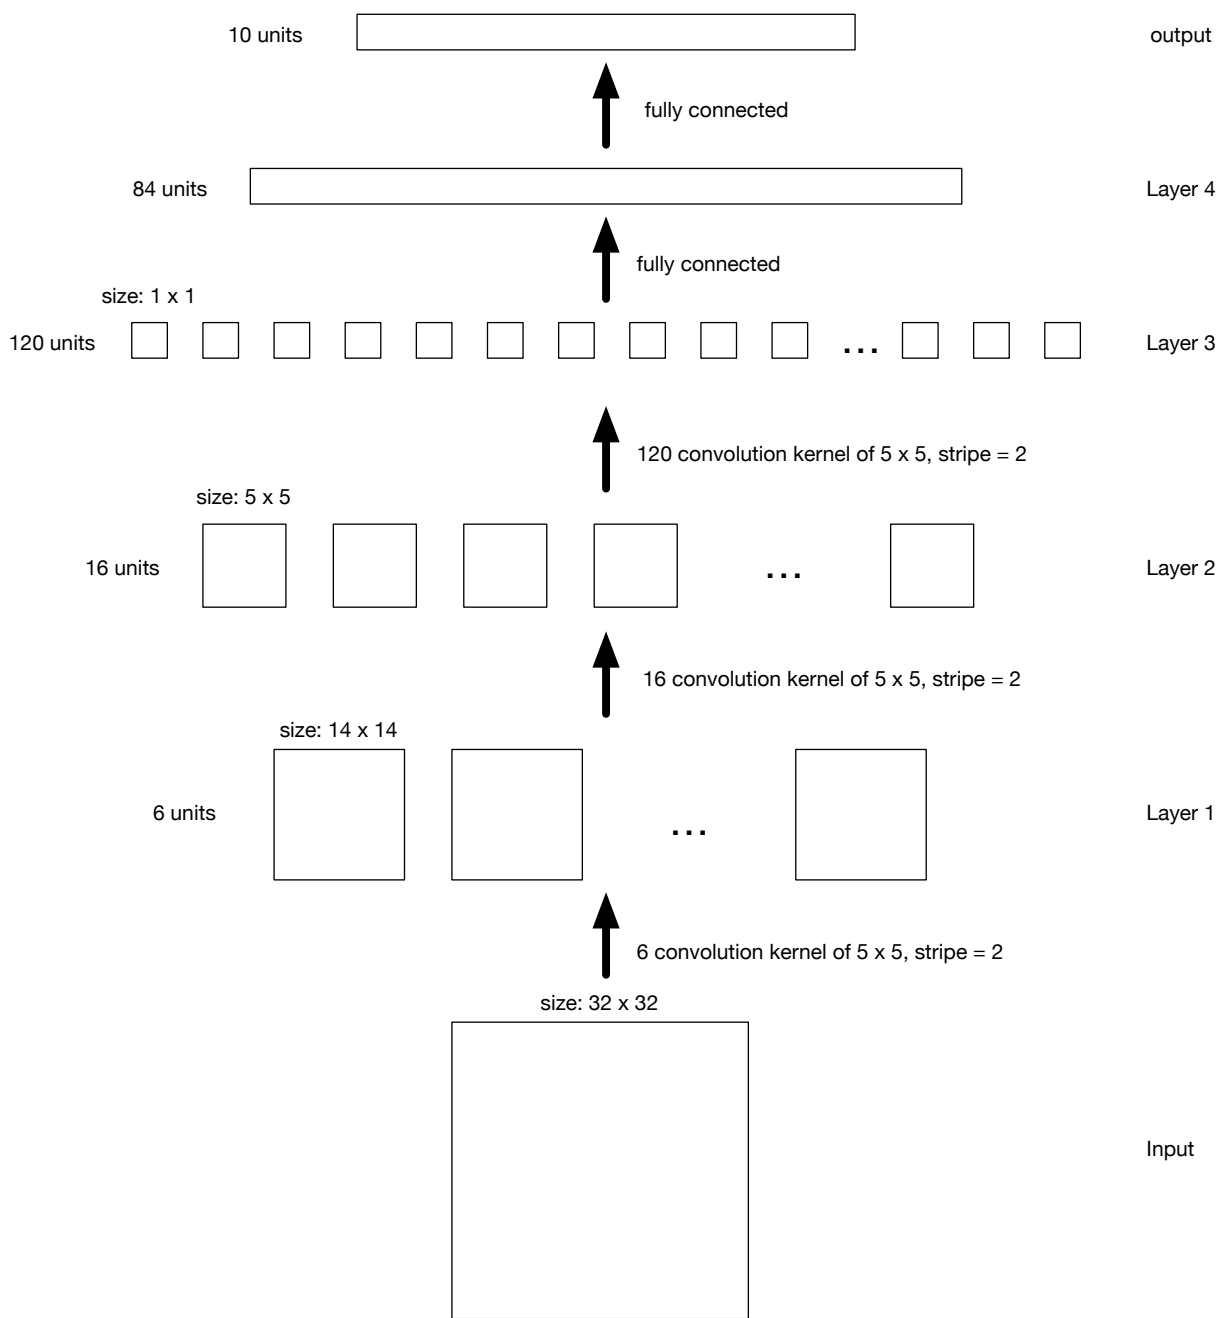 10 units
output
fully connected
84 units
Layer 4
fully connected
size: 1 x 1
120 units
...
Layer 3
120 convolution kernel of 5 x 5, stripe = 2
size: 5 x 5
16 units
...
Layer 2
16 convolution kernel of 5 x 5, stripe = 2
size: 14 x 14
6 units
...
Layer 1
6 convolution kernel of 5 x 5, stripe = 2
size: 32 x 32
Input